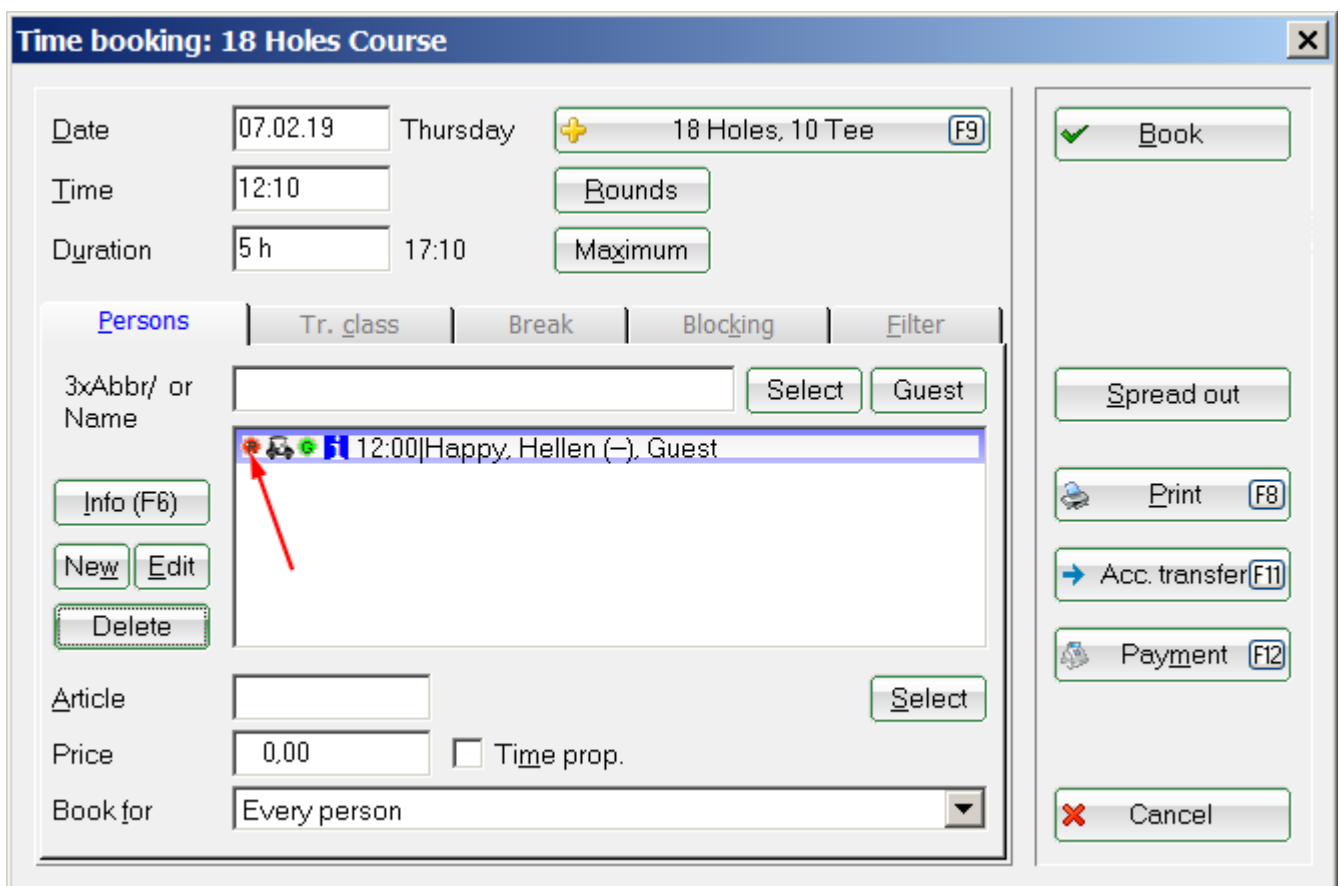 Time booking: 18 Holes Course
Date 07.02.19 Thursday 18 Holes, 10 Tee F9 Book
Time 12:10 Rounds
Duration 5 h 17:10 Maximum
Persons Tr. class Break Blocking Filter
3xAbbr/ or Name Select Guest Spread out
R G i 12:00|Happy, Hellen (–), Guest
Info (F6) Print F8
New Edit Acc. transfer F11
Delete Payment F12
Article Select
Price 0,00 Time prop.
Book for Every person Cancel